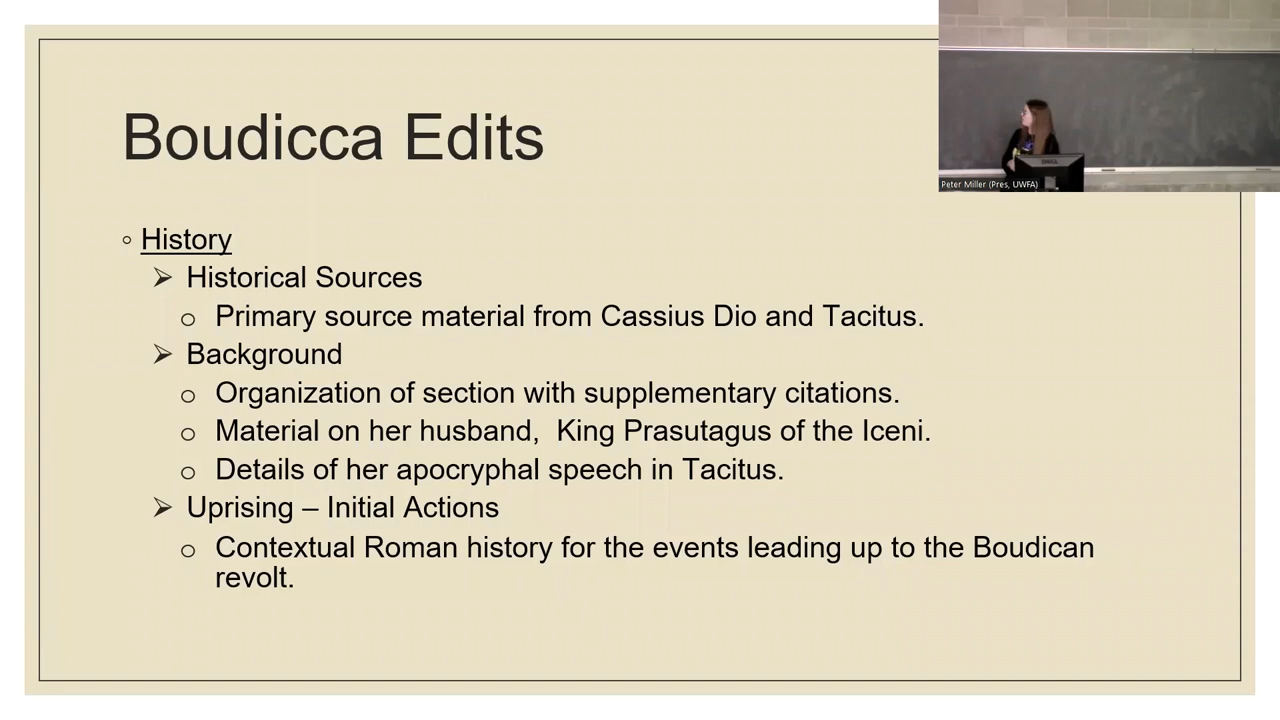 Boudicca Edits
History
Historical Sources
Primary source material from Cassius Dio and Tacitus.
Background
Organization of section with supplementary citations.
Material on her husband,  King Prasutagus of the Iceni.
Details of her apocryphal speech in Tacitus.
Uprising – Initial Actions
Contextual Roman history for the events leading up to the Boudican
revolt.
DELL
Peter Miller (Pres, UWFA)